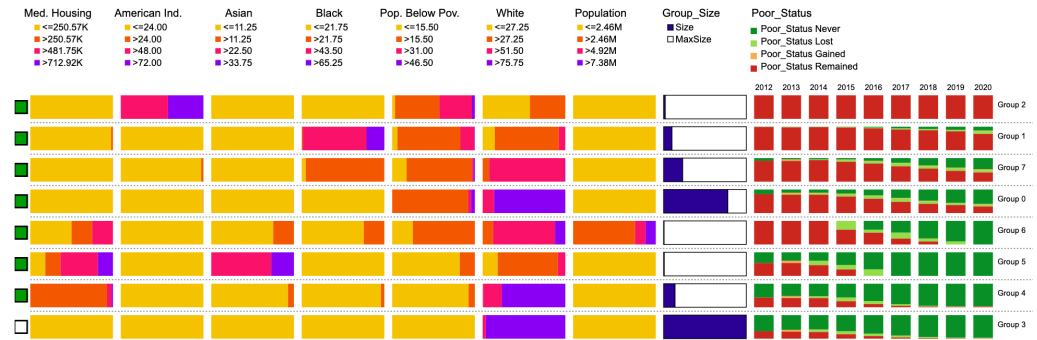 Med. Housing American Ind. Asian Black Pop. Below Pov. White Population Group_Size Poor_Status
<=250.57K <=24.00 <=11.25 <=21.75 <=15.50 <=27.25 <=2.46M Size Poor_Status Never
>250.57K >24.00 >11.25 >21.75 >15.50 >27.25 >2.46M MaxSize Poor_Status Lost
>481.75K >48.00 >22.50 >43.50 >31.00 >51.50 >4.92M Poor_Status Gained
>712.92K >72.00 >33.75 >65.25 >46.50 >75.75 >7.38M Poor_Status Remained
2012 2013 2014 2015 2016 2017 2018 2019 2020
Group 2
Group 1
Group 7
Group 0
Group 6
Group 5
Group 4
Group 3